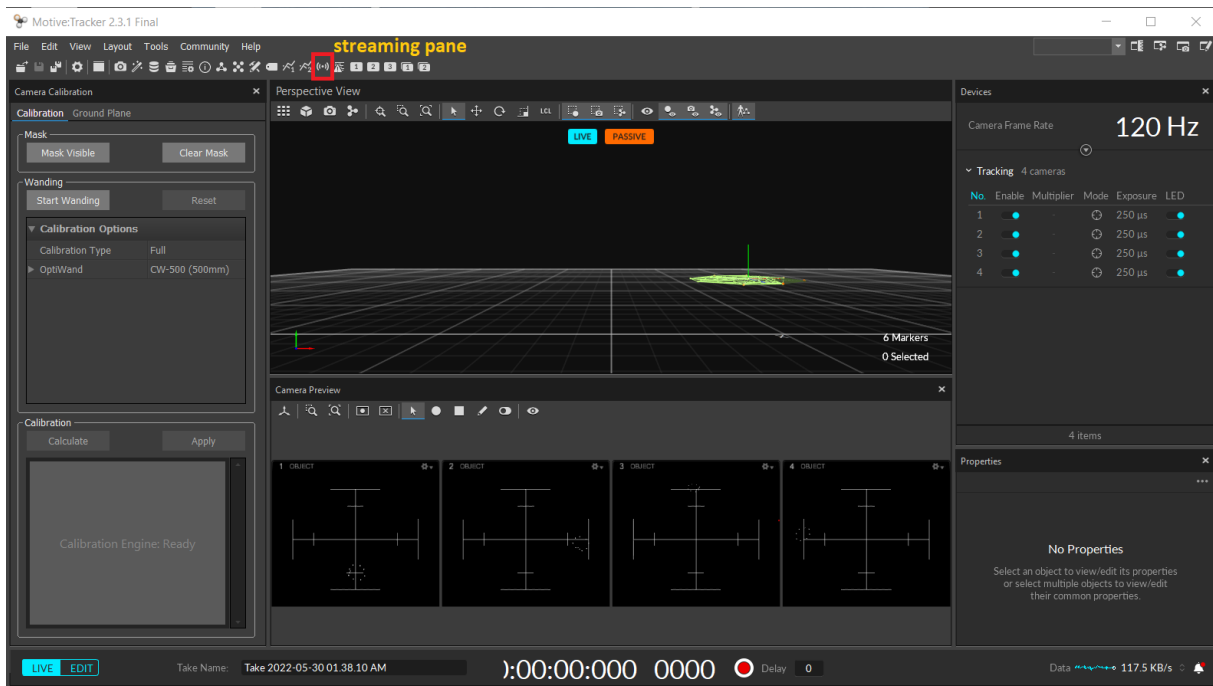 Motive:Tracker 2.3.1 Final
File Edit View Layout Tools Community Help
streaming pane
1 2 3 1 2
Camera Calibration
Calibration Ground Plane
Mask
Mask Visible Clear Mask
Wanding
Start Wanding Reset
Calibration Options
Calibration Type Full
OptiWand CW-500 (500mm)
Calibration
Calculate Apply
Calibration Engine: Ready
Perspective View
LCL
LIVE PASSIVE
6 Markers
0 Selected
Camera Preview
1 OBJECT 2 OBJECT 3 OBJECT 4 OBJECT
Devices
Camera Frame Rate 120 Hz
Tracking 4 cameras
No. Enable Multiplier Mode Exposure LED
1 - 250 µs
2 - 250 µs
3 - 250 µs
4 - 250 µs
4 items
Properties
No Properties
Select an object to view/edit its properties
or select multiple objects to view/edit
their common properties.
LIVE EDIT Take Name: Take 2022-05-30 01.38.10 AM ):00:00:000 0000 Delay 0 Data 117.5 KB/s